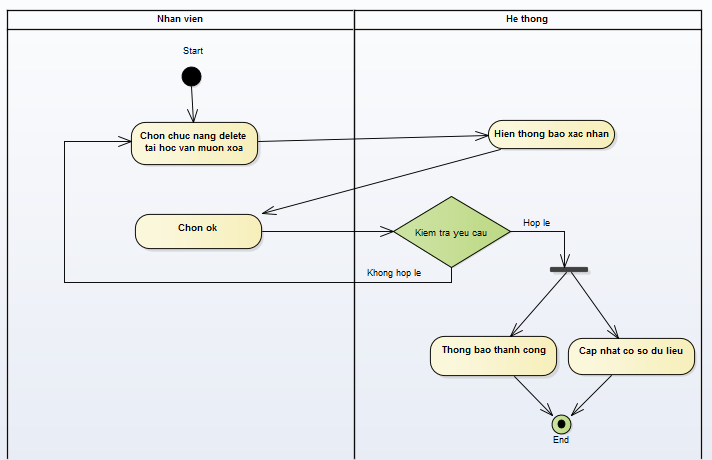 Nhan vien
He thong
Start
Chon chuc nang delete
tai hoc van muon xoa
Hien thong bao xac nhan
Chon ok
Kiem tra yeu cau
Hop le
Khong hop le
Thong bao thanh cong
Cap nhat co so du lieu
End